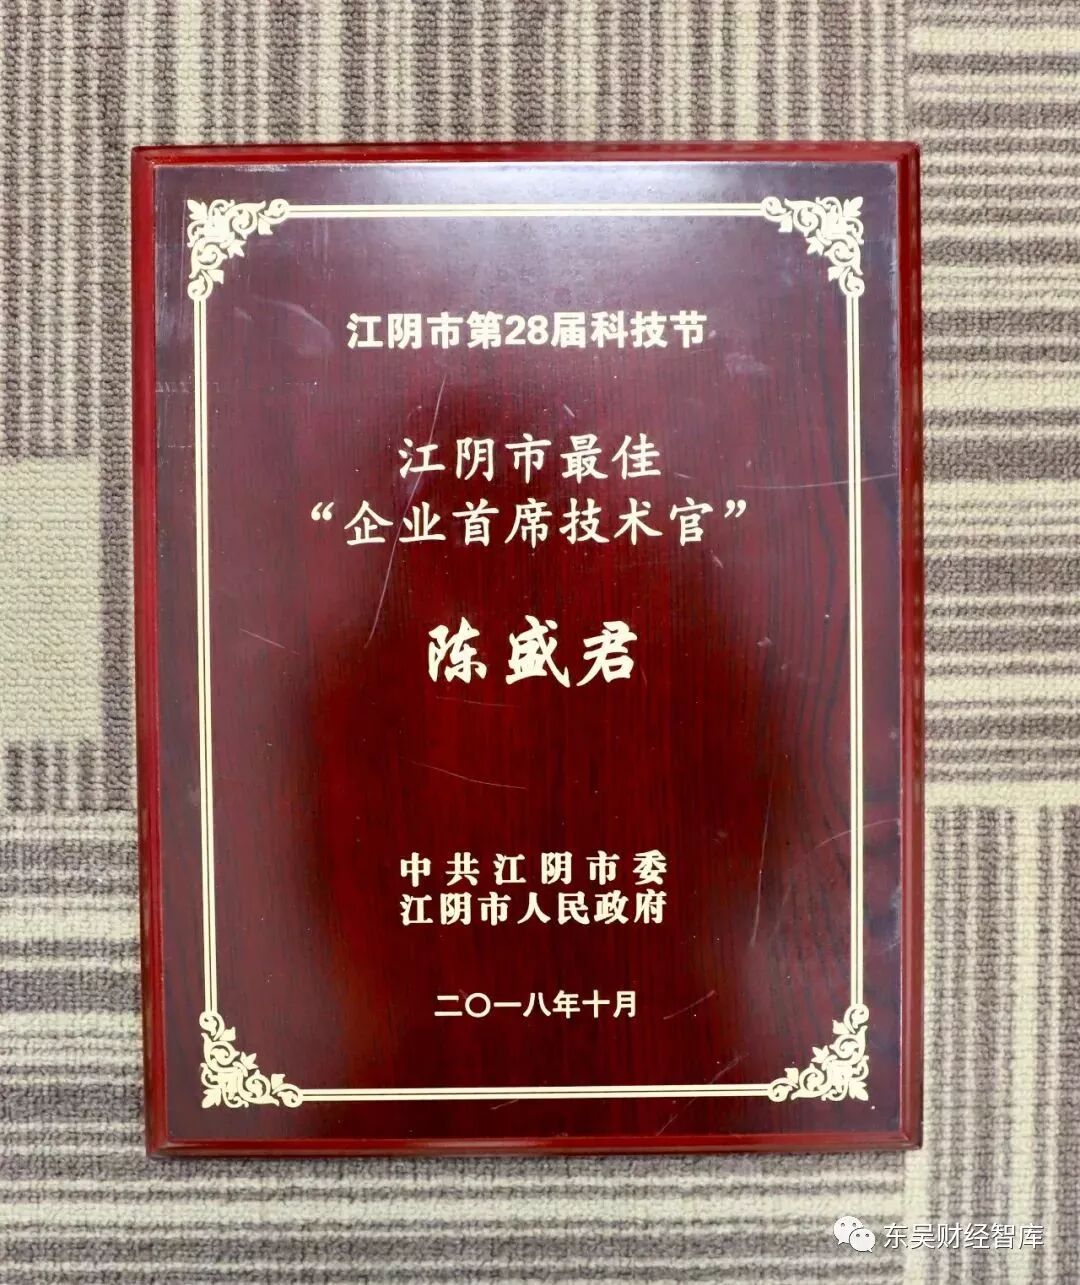 江阴市第28届科技节
江阴市最佳
“企业首席技术官”
陈盛君
中共江阴市委
江阴市人民政府
二〇一八年十月
东吴财经智库